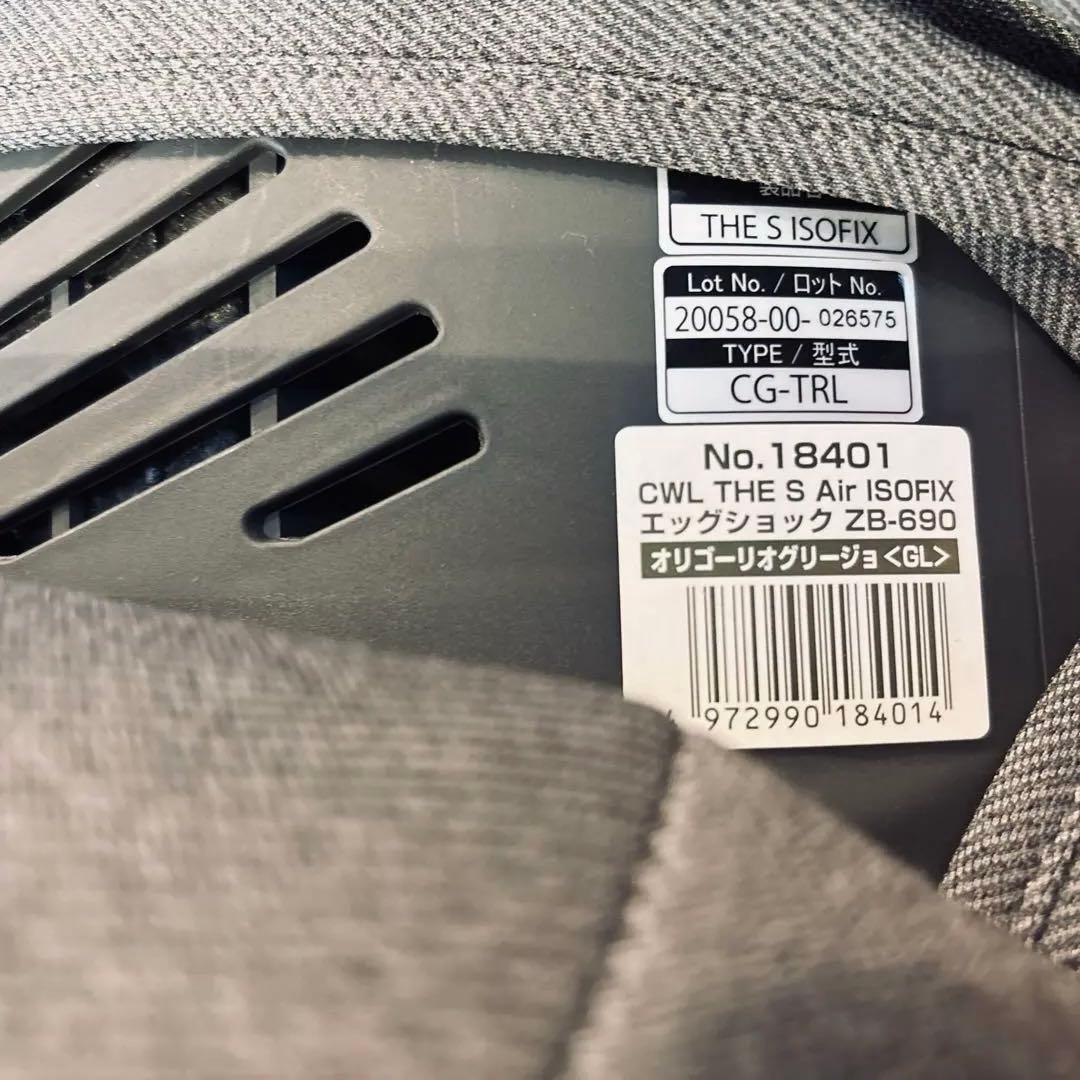 THE S ISOFIX
Lot No. / ロット No.
20058-00- 026575
TYPE / 型式
CG-TRL
No.18401
CWL THE S Air ISOFIX
エッグショック ZB-690
オリゴーリオグリージョ<GL>
4 972990 184014